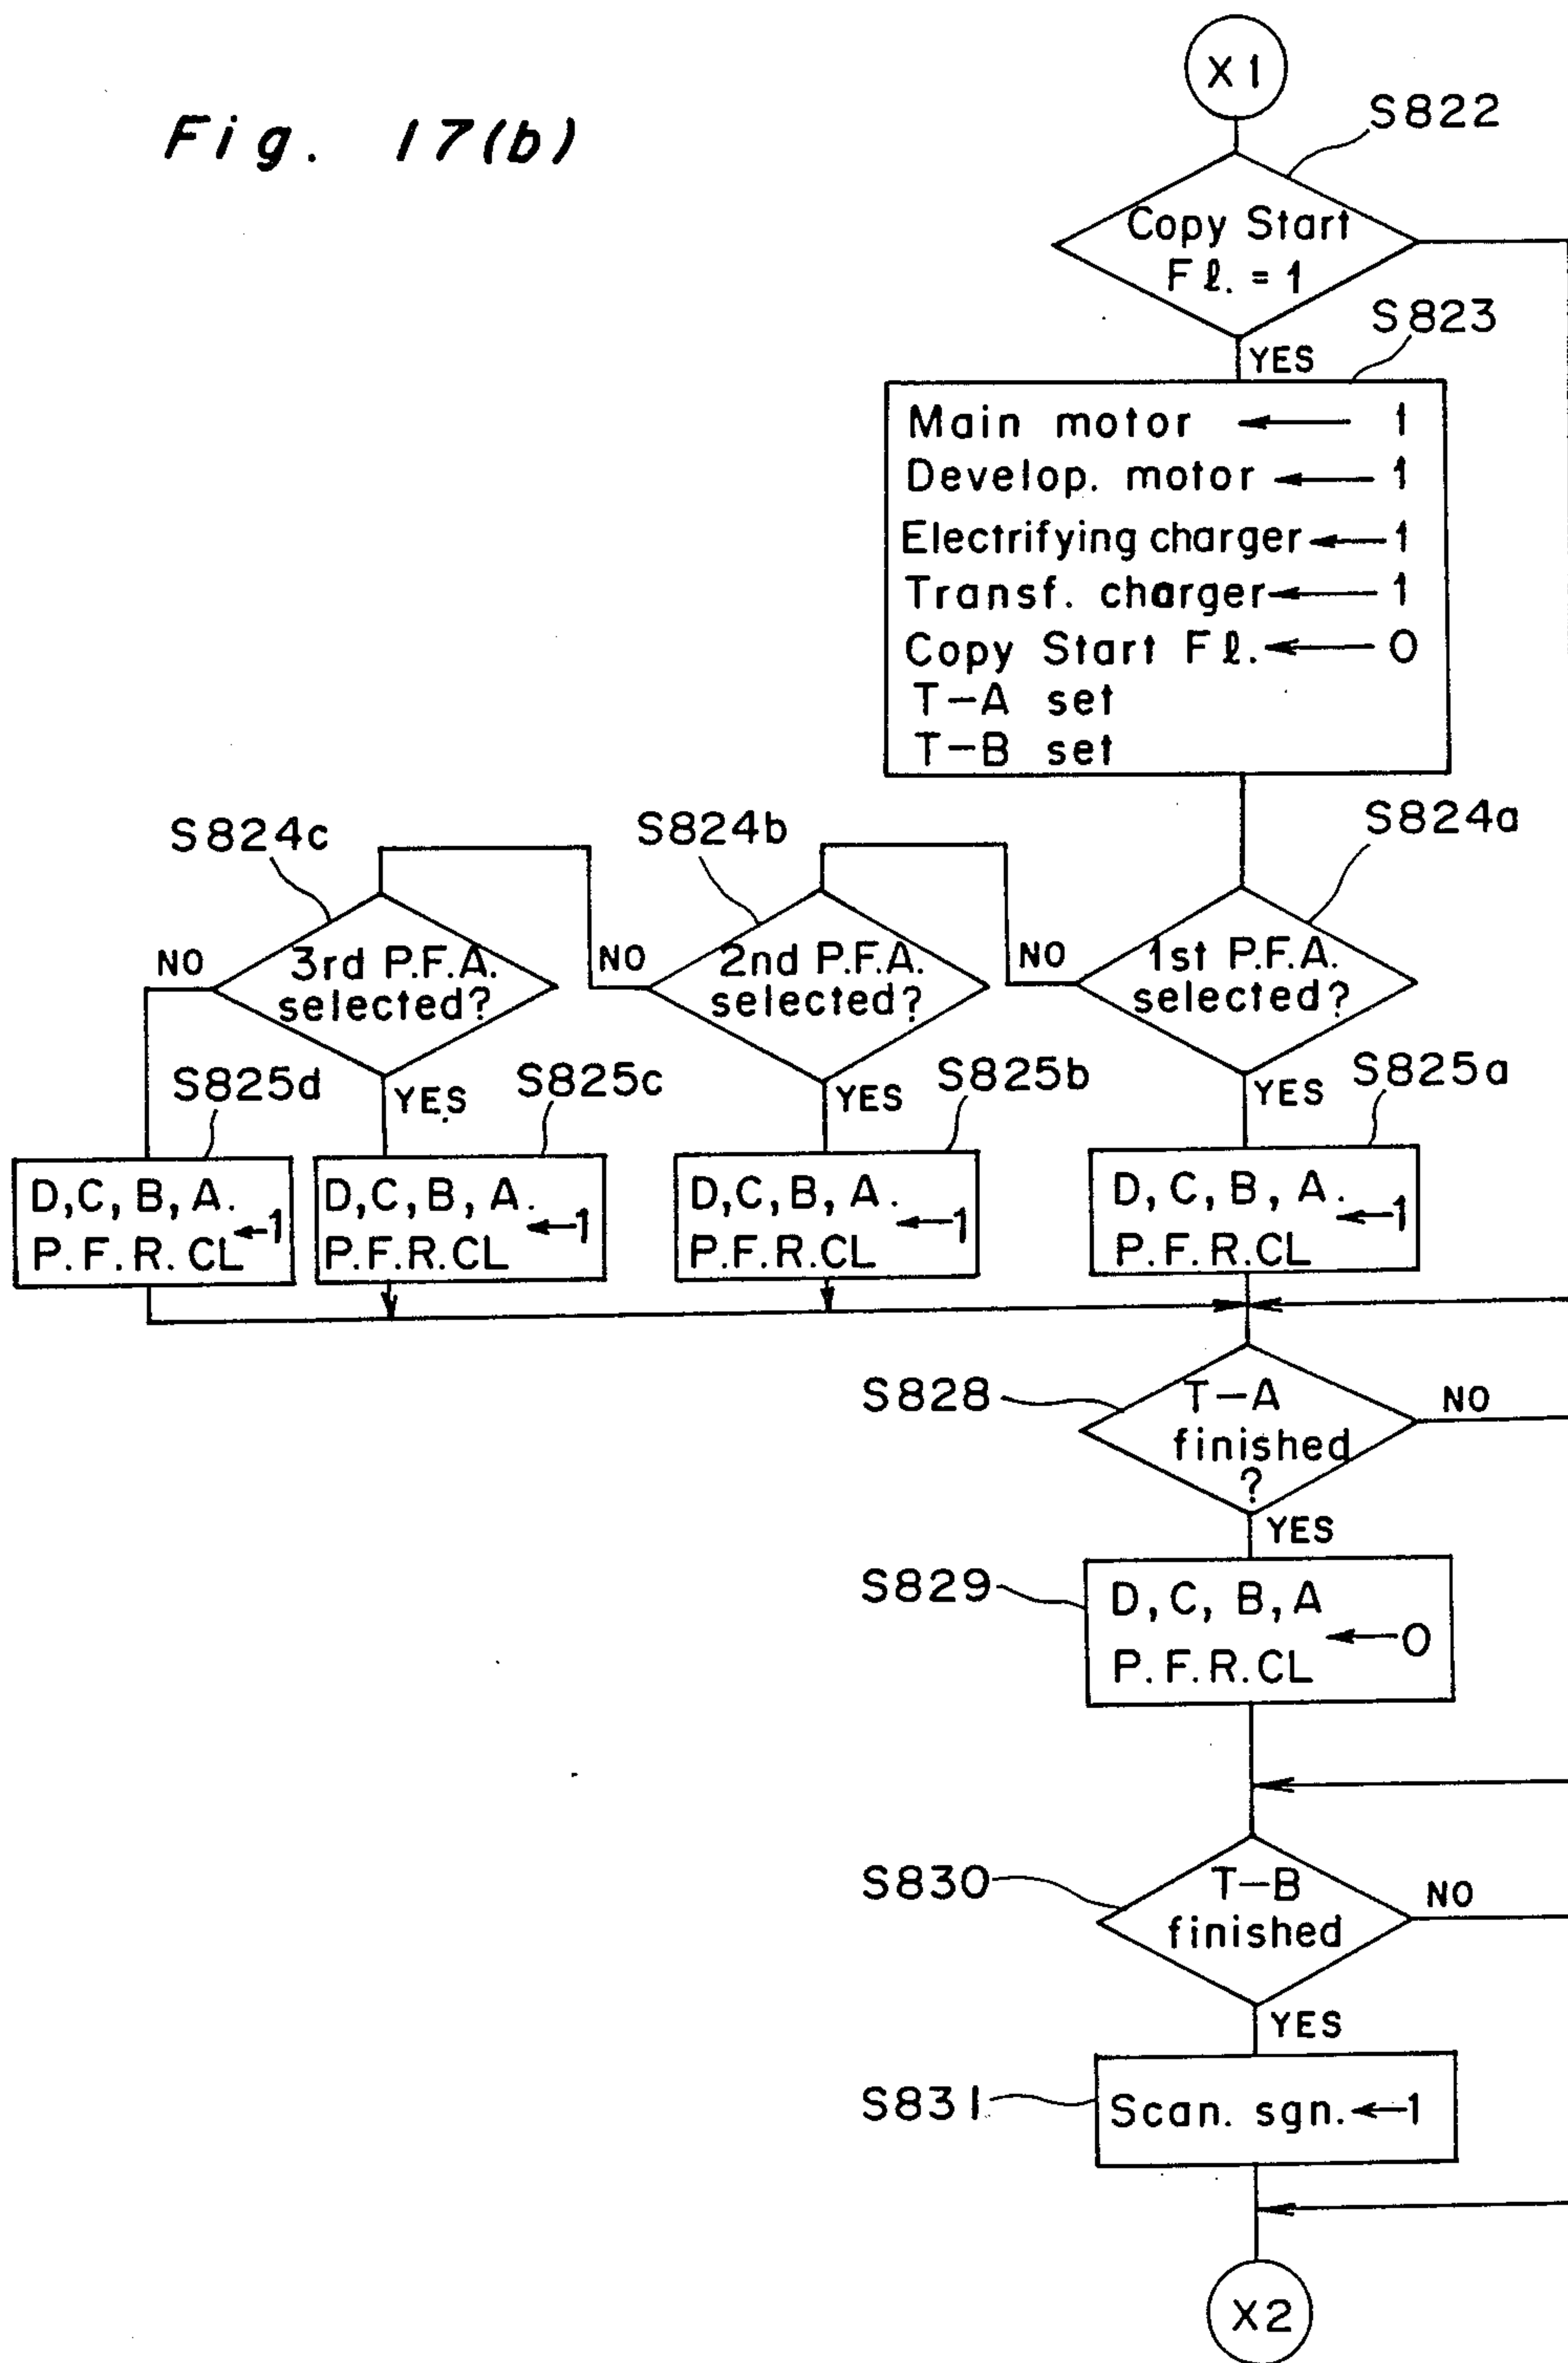 Fig. 17(b)
X1
S822
Copy Start
Fℓ. = 1
YES
S823
Main motor ← 1
Develop. motor ← 1
Electrifying charger ← 1
Transf. charger ← 1
Copy Start Fℓ. ← 0
T-A set
T-B set
S824c
S824b
S824a
NO
3rd P.F.A.
selected?
NO
2nd P.F.A.
selected?
NO
1st P.F.A.
selected?
S825d
YES
S825c
YES
S825b
YES
S825a
D, C, B, A.
P.F.R.CL ←1
D, C, B, A.
P.F.R.CL ←1
D, C, B, A.
P.F.R.CL ←1
D, C, B, A.
P.F.R.CL ←1
S828
T-A
finished
?
NO
YES
S829
D, C, B, A
P.F.R.CL ←0
S830
T-B
finished
NO
YES
S831
Scan. sgn. ←1
X2